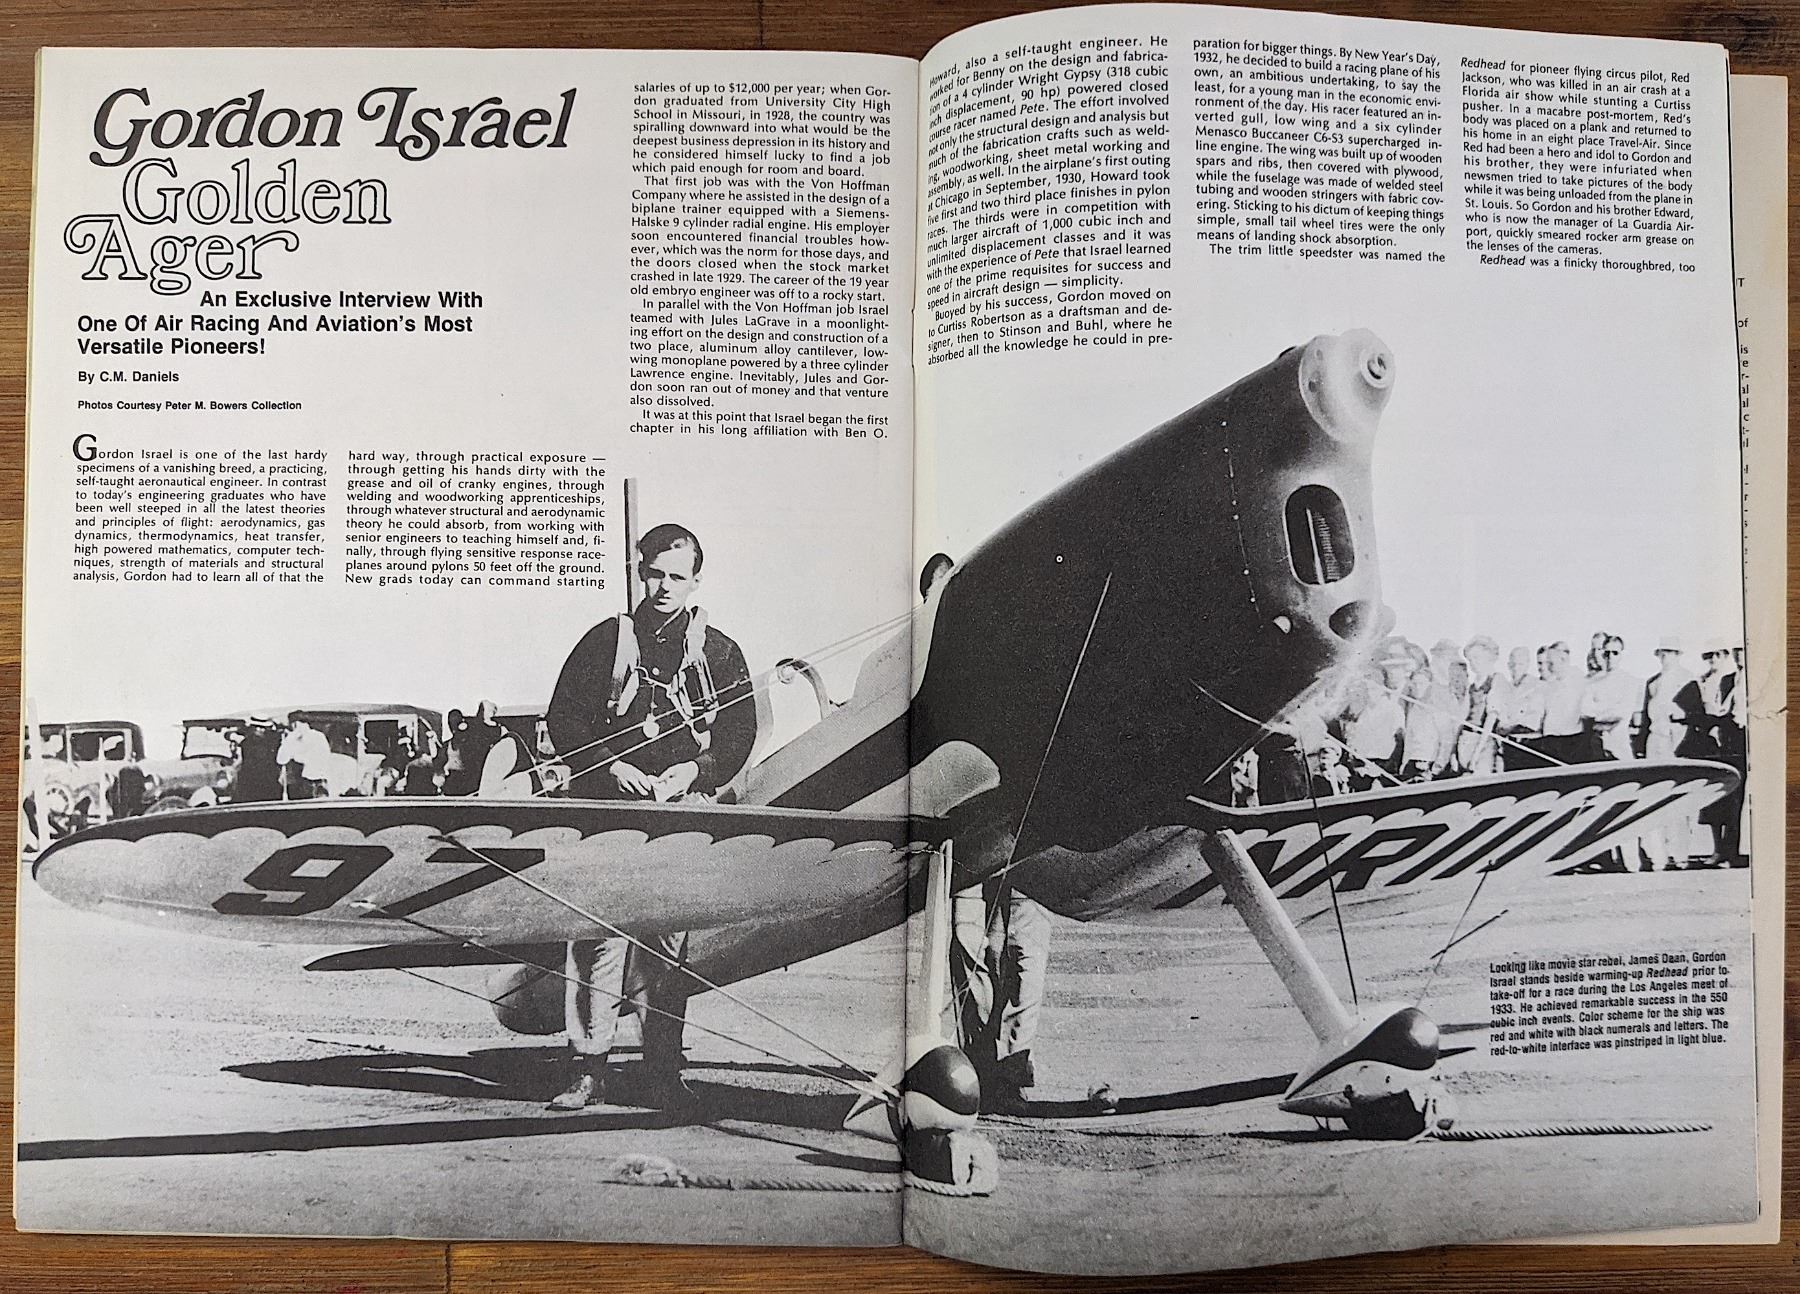 Gordon Israel
Golden
Ager
An Exclusive Interview With
One Of Air Racing And Aviation's Most
Versatile Pioneers!
By C.M. Daniels
Photos Courtesy Peter M. Bowers Collection
Gordon Israel is one of the last hardy
specimens of a vanishing breed, a practicing,
self-taught aeronautical engineer. In contrast
to today's engineering graduates who have
been well steeped in all the latest theories
and principles of flight: aerodynamics, gas
dynamics, thermodynamics, heat transfer,
high powered mathematics, computer tech-
niques, strength of materials and structural
analysis, Gordon had to learn all of that the
hard way, through practical exposure —
through getting his hands dirty with the
grease and oil of cranky engines, through
welding and woodworking apprenticeships,
through whatever structural and aerodynamic
theory he could absorb, from working with
senior engineers to teaching himself and, fi-
nally, through flying sensitive response race-
planes around pylons 50 feet off the ground.
New grads today can command starting
salaries of up to $12,000 per year; when Gor-
don graduated from University City High
School in Missouri, in 1928, the country was
spiralling downward into what would be the
deepest business depression in its history and
he considered himself lucky to find a job
which paid enough for room and board.
That first job was with the Von Hoffman
Company where he assisted in the design of a
biplane trainer equipped with a Siemens-
Halske 9 cylinder radial engine. His employer
soon encountered financial troubles how-
ever, which was the norm for those days, and
the doors closed when the stock market
crashed in late 1929. The career of the 19 year
old embryo engineer was off to a rocky start.
In parallel with the Von Hoffman job Israel
teamed with Jules LaGrave in a moonlight-
ing effort on the design and construction of a
two place, aluminum alloy cantilever, low-
wing monoplane powered by a three cylinder
Lawrence engine. Inevitably, Jules and Gor-
don soon ran out of money and that venture
also dissolved.
It was at this point that Israel began the first
chapter in his long affiliation with Ben O.
Howard, also a self-taught engineer. He
worked for Benny on the design and fabrica-
tion of a 4 cylinder Wright Gypsy (318 cubic
inch displacement, 90 hp) powered closed
course racer named Pete. The effort involved
not only the structural design and analysis but
much of the fabrication crafts such as weld-
ing, woodworking, sheet metal working and
assembly, as well. In the airplane's first outing
at Chicago in September, 1930, Howard took
five first and two third place finishes in pylon
races. The thirds were in competition with
much larger aircraft of 1,000 cubic inch and
unlimited displacement classes and it was
with the experience of Pete that Israel learned
one of the prime requisites for success and
speed in aircraft design — simplicity.
Buoyed by his success, Gordon moved on
to Curtiss Robertson as a draftsman and de-
signer, then to Stinson and Buhl, where he
absorbed all the knowledge he could in pre-
paration for bigger things. By New Year's Day,
1932, he decided to build a racing plane of his
own, an ambitious undertaking, to say the
least, for a young man in the economic envi-
ronment of the day. His racer featured an in-
verted gull, low wing and a six cylinder
Menasco Buccaneer C6-S3 supercharged in-
line engine. The wing was built up of wooden
spars and ribs, then covered with plywood,
while the fuselage was made of welded steel
tubing and wooden stringers with fabric cov-
ering. Sticking to his dictum of keeping things
simple, small tail wheel tires were the only
means of landing shock absorption.
The trim little speedster was named the
Redhead for pioneer flying circus pilot, Red
Jackson, who was killed in an air crash at a
Florida air show while stunting a Curtiss
pusher. In a macabre post-mortem, Red's
body was placed on a plank and returned to
his home in an eight place Travel-Air. Since
Red had been a hero and idol to Gordon and
his brother, they were infuriated when
newsmen tried to take pictures of the body
while it was being unloaded from the plane in
St. Louis. So Gordon and his brother Edward,
who is now the manager of La Guardia Air-
port, quickly smeared rocker arm grease on
the lenses of the cameras.
Redhead was a finicky thoroughbred, too
97
NR
Looking like movie star rebel, James Dean, Gordon
Israel stands beside warming-up Redhead prior to
take-off for a race during the Los Angeles meet of
1933. He achieved remarkable success in the 550
cubic inch events. Color scheme for the ship was
red and white with black numerals and letters. The
red-to-white interface was pinstriped in light blue.